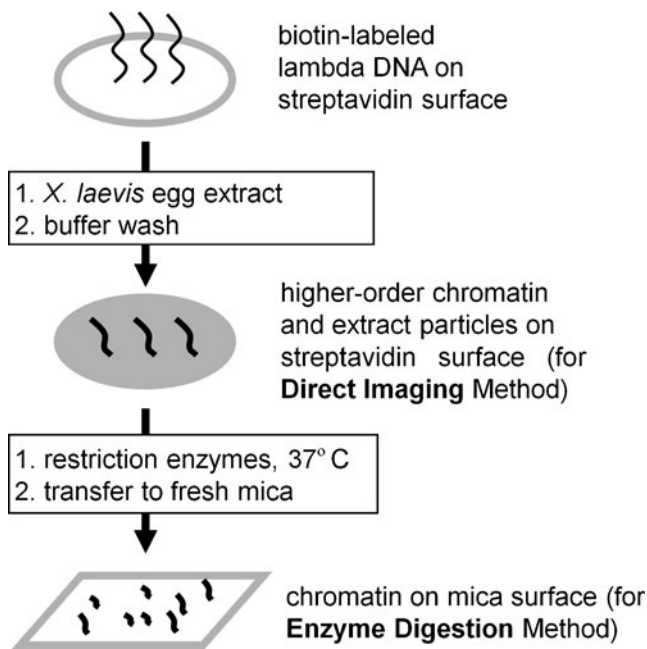 biotin-labeled
lambda DNA on
streptavidin surface
1. X. laevis egg extract
2. buffer wash
higher-order chromatin
and extract particles on
streptavidin surface (for
Direct Imaging Method)
1. restriction enzymes, 37° C
2. transfer to fresh mica
chromatin on mica surface (for
Enzyme Digestion Method)